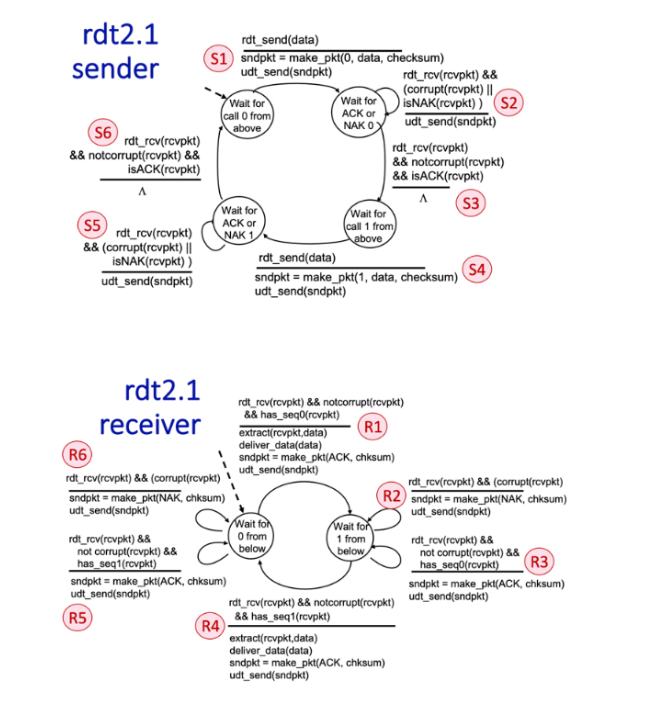 rdt2.1
sender
S1
rdt_send(data)
sndpkt = make_pkt(0, data, checksum)
udt_send(sndpkt)
Wait for
call 0 from
above
Wait for
ACK or
NAK 0
rdt_rcv(rcvpkt) &&
(corrupt(rcvpkt) ||
isNAK(rcvpkt) )
udt_send(sndpkt)
S2
S6
rdt_rcv(rcvpkt)
&& notcorrupt(rcvpkt) &&
isACK(rcvpkt)
Λ
rdt_rcv(rcvpkt)
&& notcorrupt(rcvpkt)
&& isACK(rcvpkt)
Λ
S3
S5
rdt_rcv(rcvpkt)
&& (corrupt(rcvpkt) ||
isNAK(rcvpkt) )
udt_send(sndpkt)
Wait for
ACK or
NAK 1
Wait for
call 1 from
above
rdt_send(data)
sndpkt = make_pkt(1, data, checksum)
udt_send(sndpkt)
S4
rdt2.1
receiver
rdt_rcv(rcvpkt) && notcorrupt(rcvpkt)
&& has_seq0(rcvpkt)
extract(rcvpkt,data)
deliver_data(data)
sndpkt = make_pkt(ACK, chksum)
udt_send(sndpkt)
R1
R6
rdt_rcv(rcvpkt) && (corrupt(rcvpkt)
sndpkt = make_pkt(NAK, chksum)
udt_send(sndpkt)
R2
rdt_rcv(rcvpkt) && (corrupt(rcvpkt)
sndpkt = make_pkt(NAK, chksum)
udt_send(sndpkt)
Wait for
0 from
below
Wait for
1 from
below
rdt_rcv(rcvpkt) &&
not corrupt(rcvpkt) &&
has_seq1(rcvpkt)
sndpkt = make_pkt(ACK, chksum)
udt_send(sndpkt)
R5
rdt_rcv(rcvpkt) &&
not corrupt(rcvpkt) &&
has_seq0(rcvpkt)
sndpkt = make_pkt(ACK, chksum)
udt_send(sndpkt)
R3
R4
rdt_rcv(rcvpkt) && notcorrupt(rcvpkt)
&& has_seq1(rcvpkt)
extract(rcvpkt,data)
deliver_data(data)
sndpkt = make_pkt(ACK, chksum)
udt_send(sndpkt)